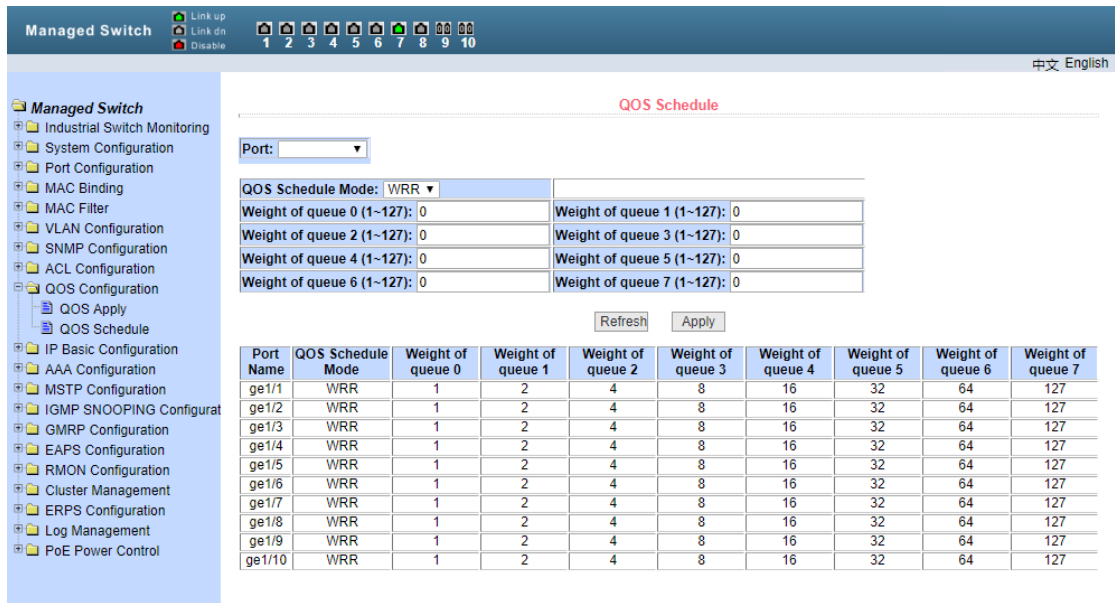 Managed Switch
Link up
Link dn
Disable
1 2 3 4 5 6 7 8 9 10
中文 English
Managed Switch
Industrial Switch Monitoring
System Configuration
Port Configuration
MAC Binding
MAC Filter
VLAN Configuration
SNMP Configuration
ACL Configuration
QOS Configuration
QOS Apply
QOS Schedule
IP Basic Configuration
AAA Configuration
MSTP Configuration
IGMP SNOOPING Configurat
GMRP Configuration
EAPS Configuration
RMON Configuration
Cluster Management
ERPS Configuration
Log Management
PoE Power Control
QOS Schedule
Port:
QOS Schedule Mode: WRR
Weight of queue 0 (1~127): 0 Weight of queue 1 (1~127): 0
Weight of queue 2 (1~127): 0 Weight of queue 3 (1~127): 0
Weight of queue 4 (1~127): 0 Weight of queue 5 (1~127): 0
Weight of queue 6 (1~127): 0 Weight of queue 7 (1~127): 0
Refresh Apply
Port Name QOS Schedule Mode Weight of queue 0 Weight of queue 1 Weight of queue 2 Weight of queue 3 Weight of queue 4 Weight of queue 5 Weight of queue 6 Weight of queue 7
ge1/1 WRR 1 2 4 8 16 32 64 127
ge1/2 WRR 1 2 4 8 16 32 64 127
ge1/3 WRR 1 2 4 8 16 32 64 127
ge1/4 WRR 1 2 4 8 16 32 64 127
ge1/5 WRR 1 2 4 8 16 32 64 127
ge1/6 WRR 1 2 4 8 16 32 64 127
ge1/7 WRR 1 2 4 8 16 32 64 127
ge1/8 WRR 1 2 4 8 16 32 64 127
ge1/9 WRR 1 2 4 8 16 32 64 127
ge1/10 WRR 1 2 4 8 16 32 64 127